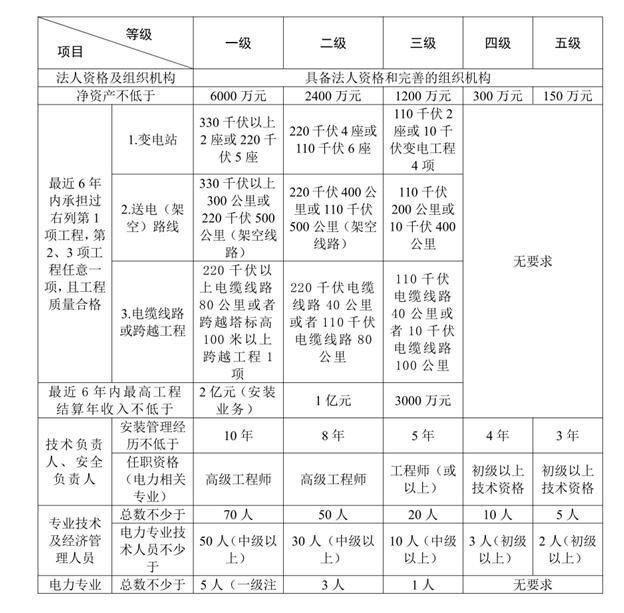 等级
项目
一级
二级
三级
四级
五级
法人资格及组织机构
具备法人资格和完善的组织机构
净资产不低于
6000 万元
2400 万元
1200 万元
300 万元
150 万元
最近 6 年
内承担过
右列第 1
项工程，第
2、3 项工
程任意一
项，且工程
质量合格
1.变电站
330 千伏以上
2 座或 220 千
伏 5 座
220 千伏 4 座或
110 千伏 6 座
110 千伏 2
座或 10 千
伏变电工程
4 项
无要求
2.送电（架
空）路线
330 千伏以上
300 公里或
220 千伏 500
公里（架空线
路）
220 千伏 400 公
里或 110 千伏
500 公里（架空
线路）
110 千伏
200 公里或
10 千伏 400
公里
3.电缆线路
或跨越工程
220 千伏以
上电缆线路
80 公里或者
跨越塔标高
100 米以上
跨越工程 1
项
220 千伏电缆
线路 40 公里
或者 110 千伏
电缆线路 80
公里
110 千伏
电缆线路
40 公里或
者 10 千伏
电缆线路
100 公里
最近 6 年内最高工程
结算年收入不低于
2 亿元（安装
业务）
1 亿元
3000 万元
技术负责
人、安全
负责人
安装管理经
历不低于
10 年
8 年
5 年
4 年
3 年
任职资格
（电力相关
专业）
高级工程师
高级工程师
工程师（或
以上）
初级以上
技术资格
初级以上
技术资格
专业技术
及经济管
理人员
总数不少于
70 人
50 人
20 人
10 人
5 人
电力专业技
术人员不少
于
50 人（中级以
上）
30 人（中级以
上）
10 人（中级以
上）
3 人（初级
以上）
2 人（初级
以上）
电力专业
总数不少于
5 人（一级注
3 人
1 人
无要求